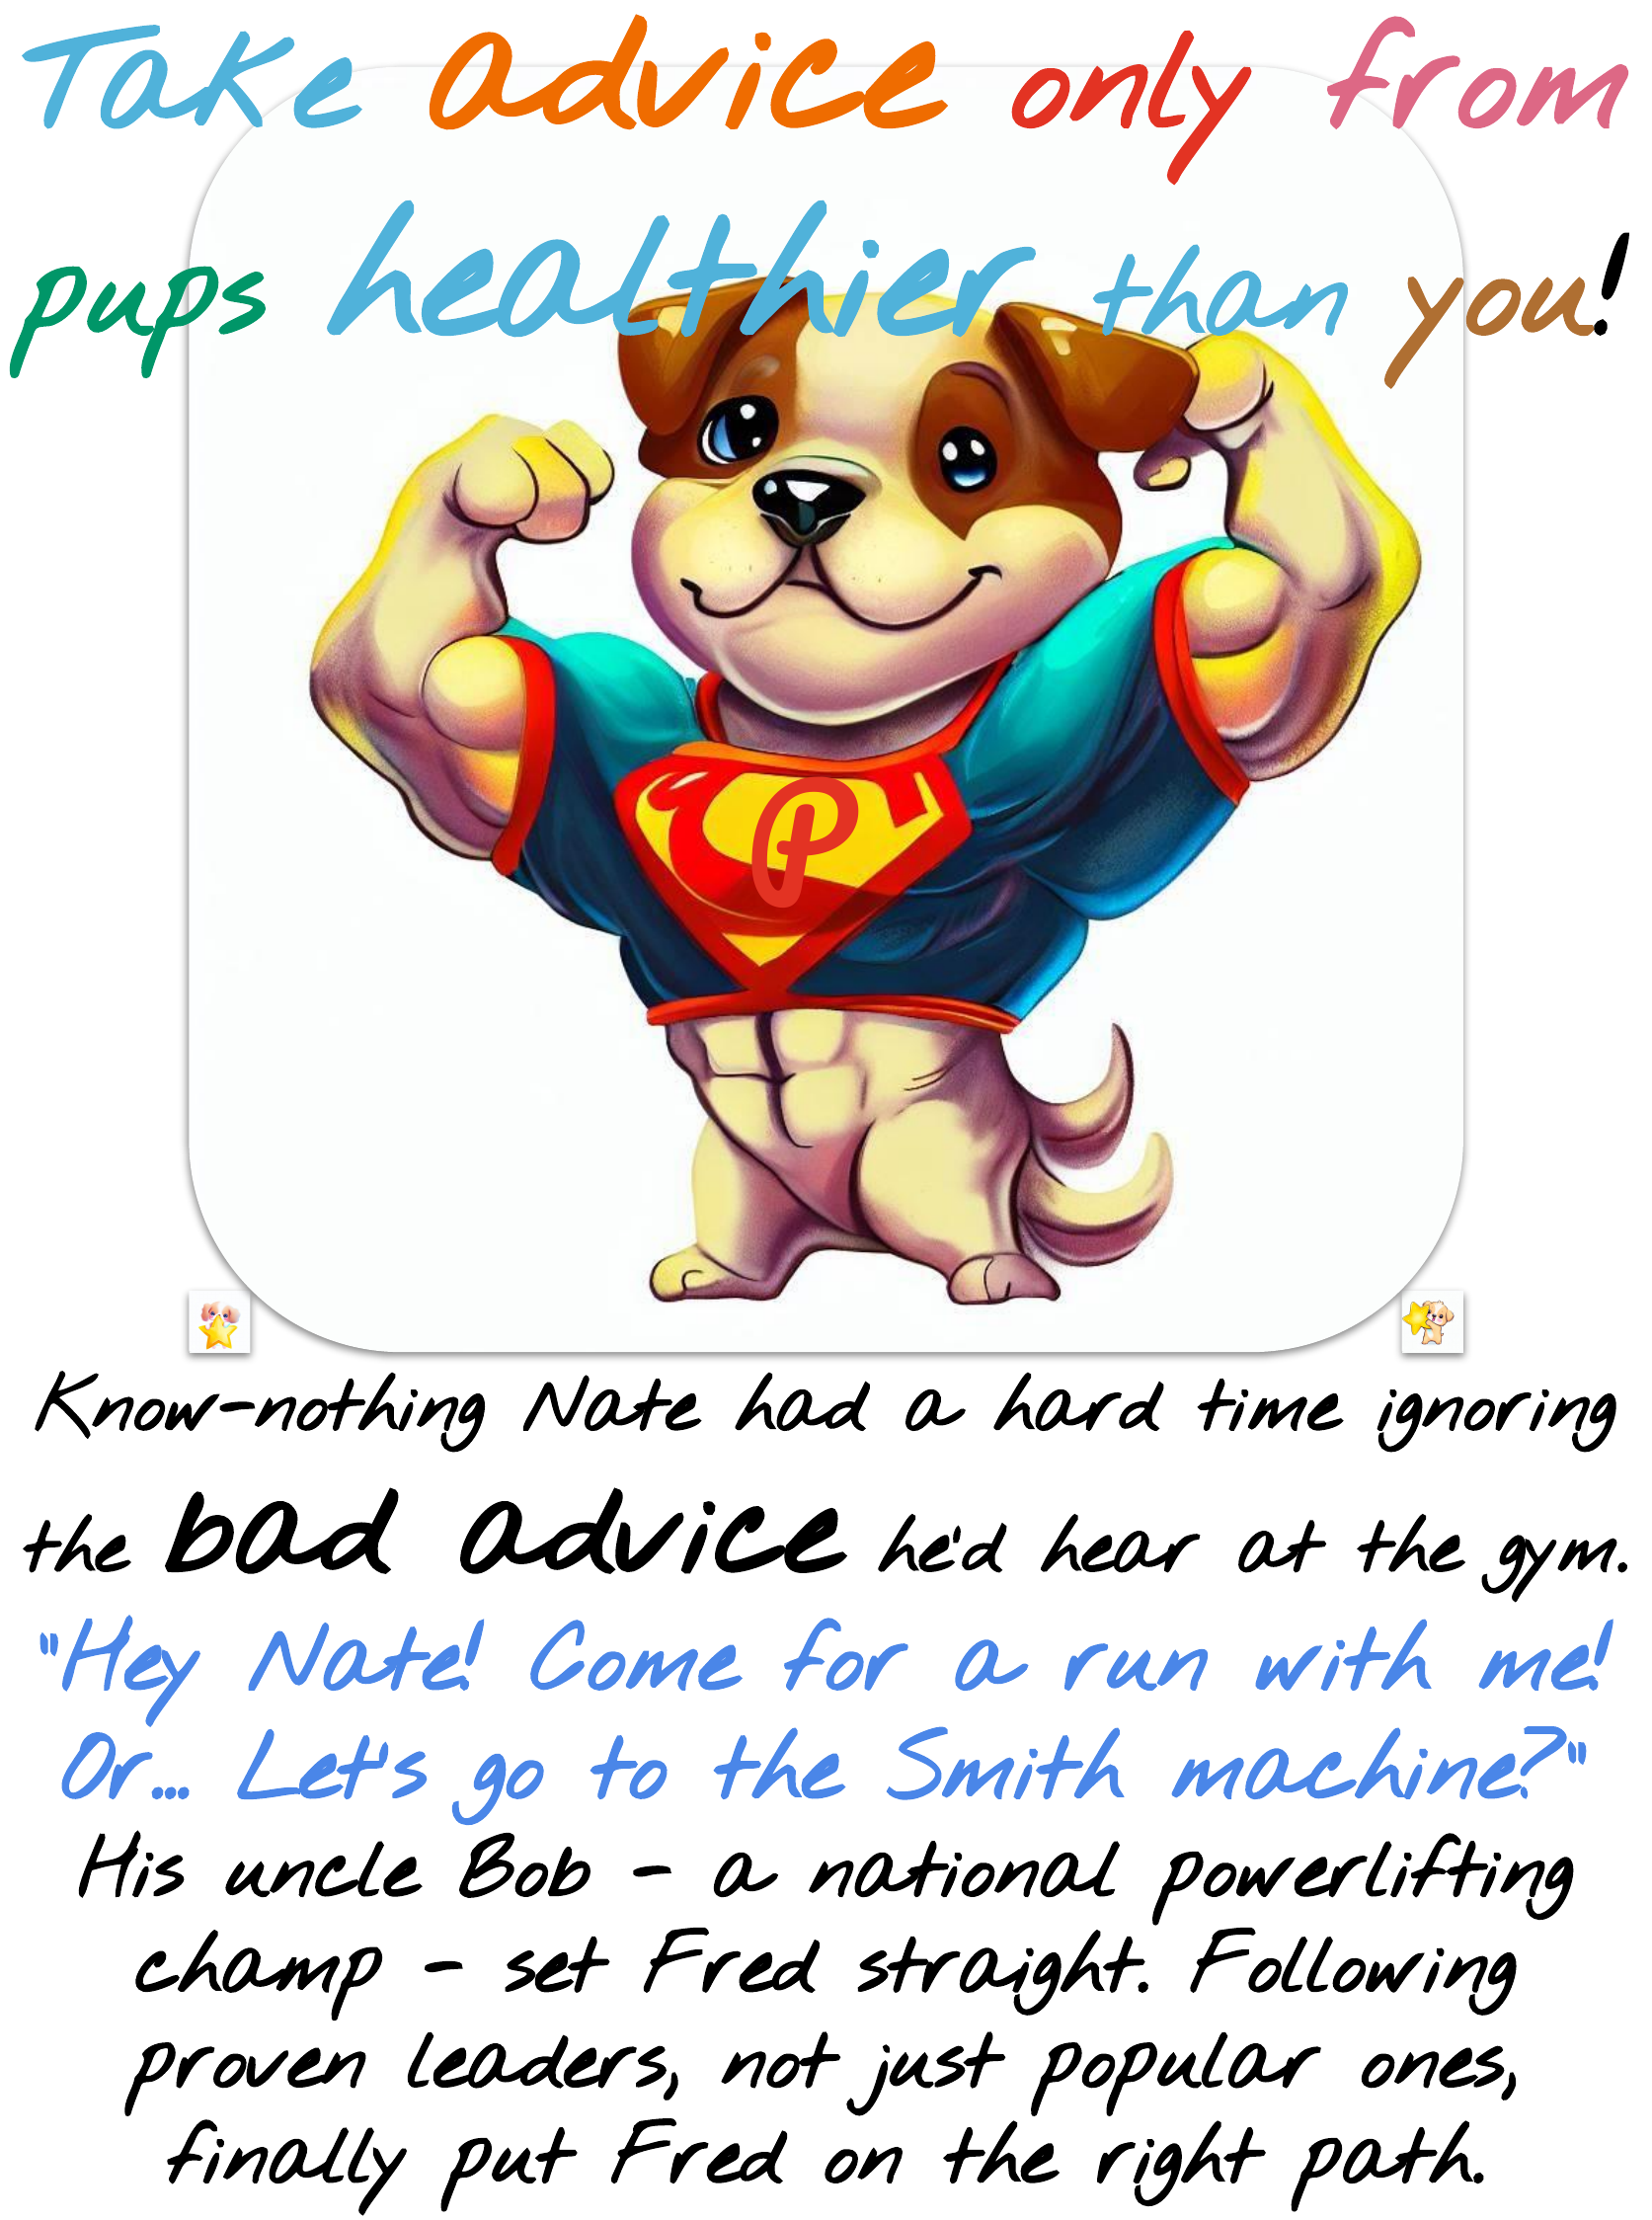 Take advice only from
pups healthier than you!
P
Know-nothing Nate had a hard time ignoring
the bad advice he'd hear at the gym.
"Hey Nate! Come for a run with me!
Or... Let's go to the Smith machine?"
His uncle Bob - a national powerlifting
champ - set Fred straight. Following
proven leaders, not just popular ones,
finally put Fred on the right path.